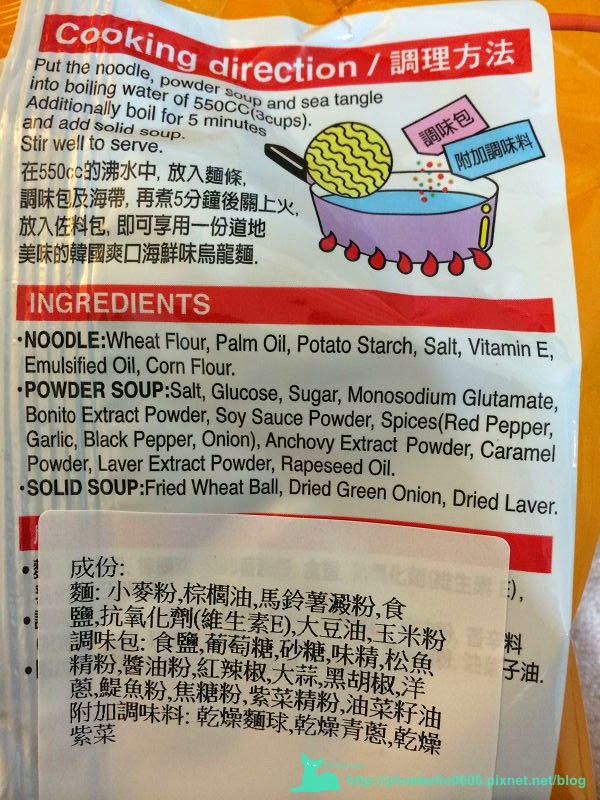 Cooking direction / 調理方法
Put the noodle, powder soup and sea tangle
into boiling water of 550CC(3cups).
Additionally boil for 5 minutes
and add solid soup.
Stir well to serve.
調味包
附加調味料
在550cc的沸水中, 放入麵條,
調味包及海帶, 再煮5分鐘後關上火,
放入佐料包, 即可享用一份道地
美味的韓國爽口海鮮味烏龍麵.
INGREDIENTS
·NOODLE:Wheat Flour, Palm Oil, Potato Starch, Salt, Vitamin E,
Emulsified Oil, Corn Flour.
·POWDER SOUP:Salt, Glucose, Sugar, Monosodium Glutamate,
Bonito Extract Powder, Soy Sauce Powder, Spices(Red Pepper,
Garlic, Black Pepper, Onion), Anchovy Extract Powder, Caramel
Powder, Laver Extract Powder, Rapeseed Oil.
·SOLID SOUP:Fried Wheat Ball, Dried Green Onion, Dried Laver.
成份:
麵: 小麥粉,棕櫚油,馬鈴薯澱粉,食
鹽,抗氧化劑(維生素E),大豆油,玉米粉
調味包: 食鹽,葡萄糖,砂糖,味精,松魚
精粉,醬油粉,紅辣椒,大蒜,黑胡椒,洋
蔥,鯷魚粉,焦糖粉,紫菜精粉,油菜籽油
附加調味料: 乾燥麵球,乾燥青蔥,乾燥
紫菜
E),
料
子油.